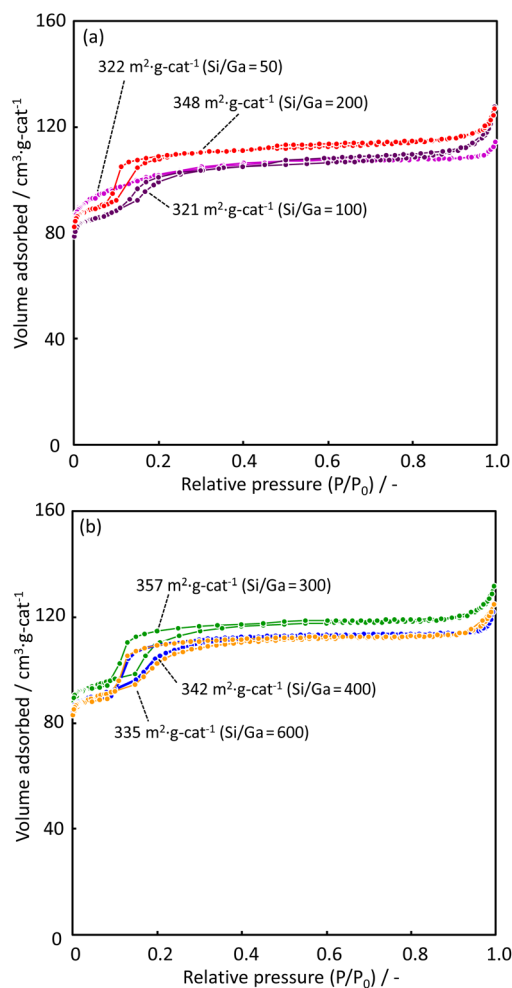 160
(a)
322 m²·g-cat⁻¹ (Si/Ga = 50)
348 m²·g-cat⁻¹ (Si/Ga = 200)
120
321 m²·g-cat⁻¹ (Si/Ga = 100)
80
40
0
Volume adsorbed / cm³·g-cat⁻¹
0 0.2 0.4 0.6 0.8 1.0
Relative pressure (P/P₀) / -
160
(b)
357 m²·g-cat⁻¹ (Si/Ga = 300)
120
342 m²·g-cat⁻¹ (Si/Ga = 400)
335 m²·g-cat⁻¹ (Si/Ga = 600)
80
40
0
Volume adsorbed / cm³·g-cat⁻¹
0 0.2 0.4 0.6 0.8 1.0
Relative pressure (P/P₀) / -